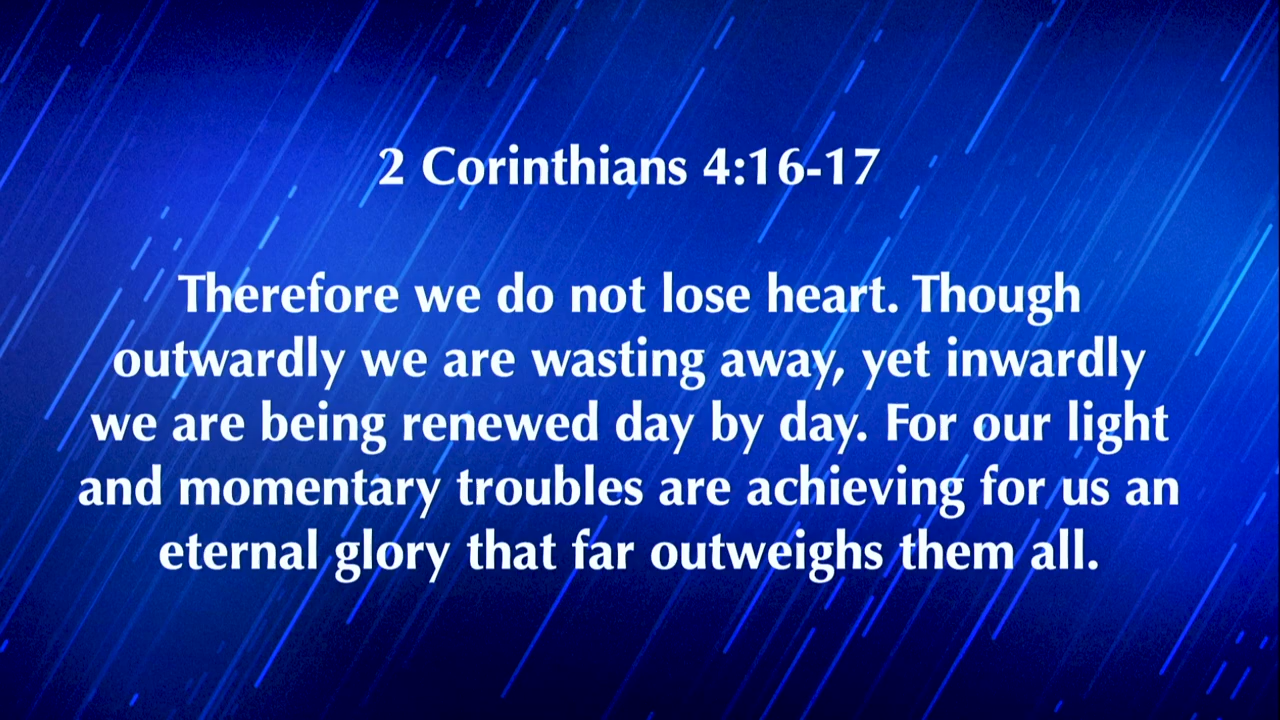 2 Corinthians 4:16-17
Therefore we do not lose heart. Though
outwardly we are wasting away, yet inwardly
we are being renewed day by day. For our light
and momentary troubles are achieving for us an
eternal glory that far outweighs them all.